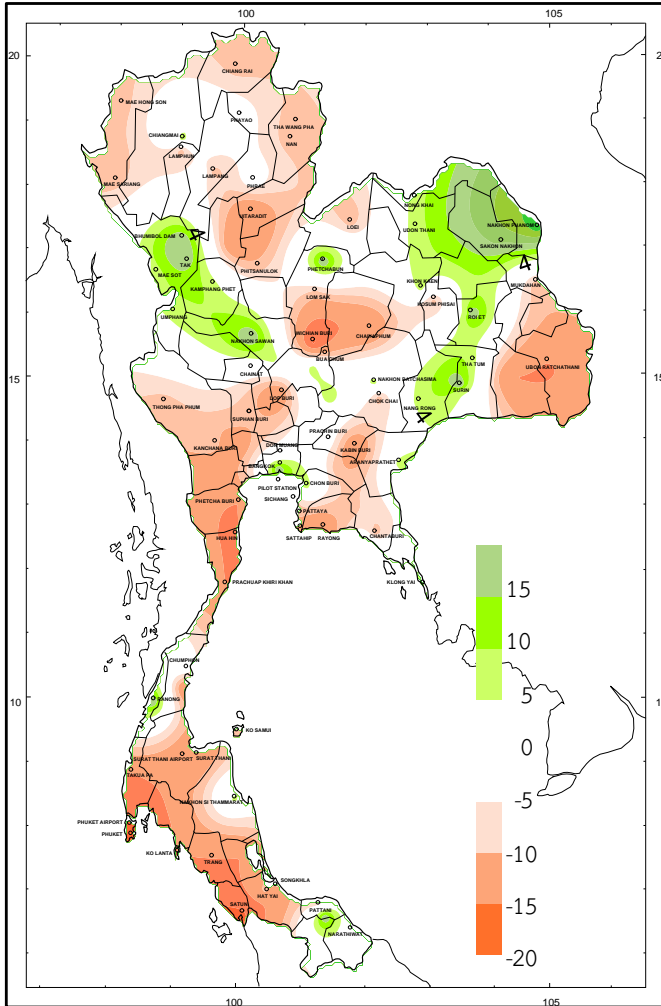 100 105
20 20
CHIANG RAI
MAE HONG SON
PHAYAO
THA WANG PHA
CHIANGMAI
NAN
LAMPHUN
LAMPANG
MAE SARIANG
PHRAE
NONG KHAI
UTTARADIT
LOEI
NAKHON PHANOM
UDON THANI
BHUMIBOL DAM
SAKON NAKHON
TAK
PHETCHABUN
PHITSANULOK
MAE SOT
KHON KAEN
MUKDAHAN
KAMPHANG PHET
LOM SAK
KOSUM PHISAI
UMPHANG
ROI ET
NAKHON SAWAN
WICHIAN BURI
CHAIYAPHUM
BUA CHUM
THA TUM
UBON RATCHATHANI
CHAINAT
15 15
NAKHON RATCHASIMA
SURIN
LOP BURI
CHOK CHAI
THONG PHA PHUM
NANG RONG
SUPHAN BURI
PRACHIN BURI
KANCHANA BURI
DON MUANG
KABIN BURI
BANGKOK
ARANYAPRATHET
PILOT STATION
CHON BURI
SICHANG
PHETCHA BURI
PATTAYA
HUA HIN
SATTAHIP
RAYONG
CHANTABURI
PRACHUAP KHIRI KHAN
KLONG YAI
15
10
5
0
-5
-10
-15
-20
CHUMPHON
10 10
RANONG
KO SAMUI
SURAT THANI AIRPORT
SURAT THANI
TAKUA PA
NAKHON SI THAMMARAT
PHUKET AIRPORT
PHUKET
KO LANTA
TRANG
SONGKHLA
HAT YAI
SATUN
PATTANI
NARATHIWAT
100 105